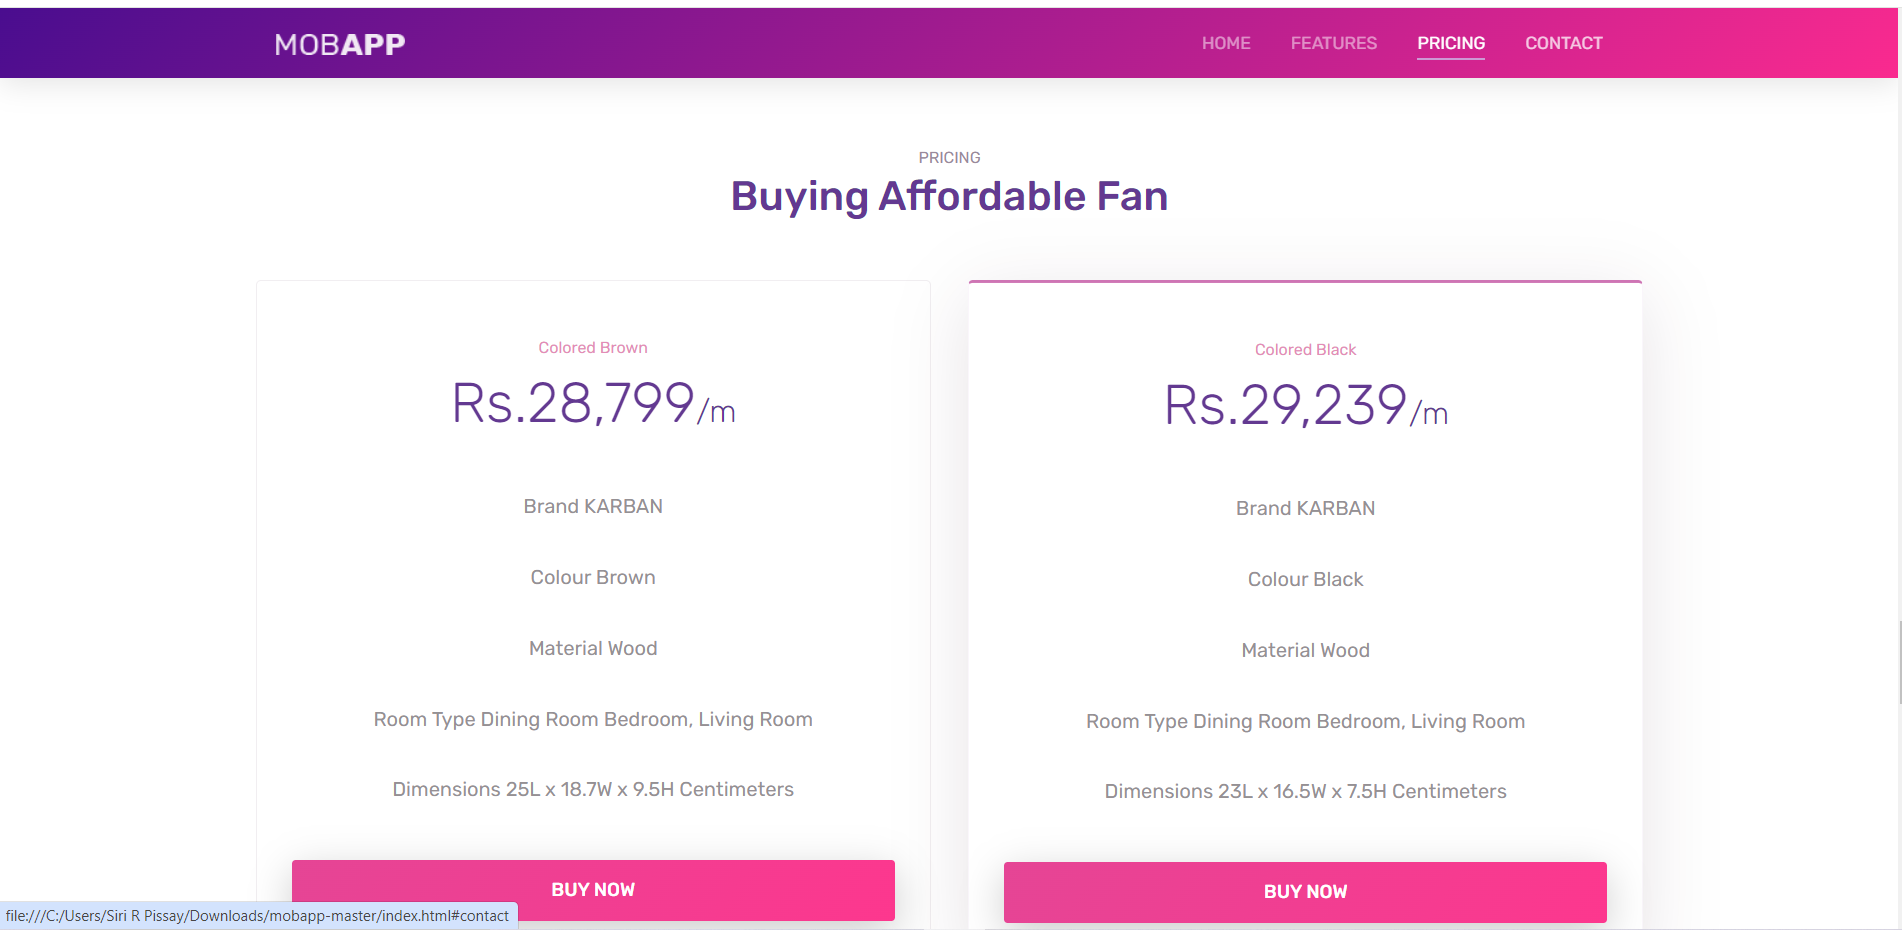 MOBAPP
HOME FEATURES PRICING CONTACT
PRICING
Buying Affordable Fan
Colored Brown
Rs.28,799/m
Brand KARBAN
Colour Brown
Material Wood
Room Type Dining Room Bedroom, Living Room
Dimensions 25L x 18.7W x 9.5H Centimeters
BUY NOW
Colored Black
Rs.29,239/m
Brand KARBAN
Colour Black
Material Wood
Room Type Dining Room Bedroom, Living Room
Dimensions 23L x 16.5W x 7.5H Centimeters
BUY NOW
file:///C:/Users/Siri R Pissay/Downloads/mobapp-master/index.html#contact